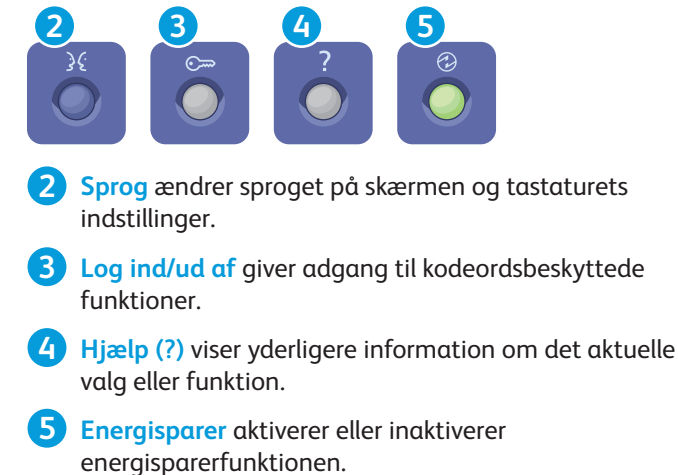 2 3 4 5
?
2 Sprog ændrer sproget på skærmen og tastaturets
indstillinger.
3 Log ind/ud af giver adgang til kodeordsbeskyttede
funktioner.
4 Hjælp (?) viser yderligere information om det aktuelle
valg eller funktion.
5 Energisparer aktiverer eller inaktiverer
energisparerfunktionen.